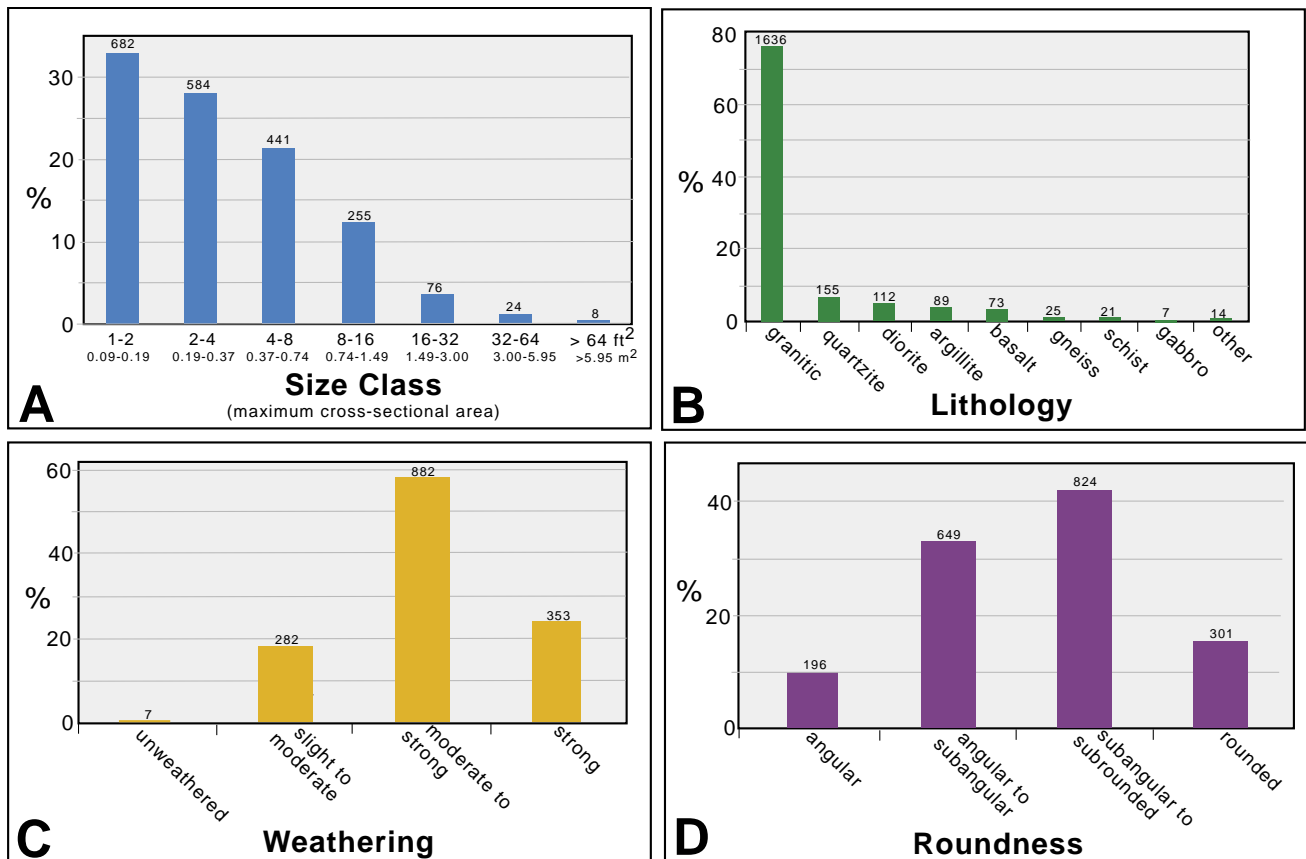 682
584
441
255
76
24
8
30
20
10
0
%
1-2
2-4
4-8
8-16
16-32
32-64
> 64 ft2
0.09-0.19
0.19-0.37
0.37-0.74
0.74-1.49
1.49-3.00
3.00-5.95
>5.95 m2
Size Class
(maximum cross-sectional area)
A
80
60
40
20
0
%
1636
155
112
89
73
25
21
7
14
granitic
quartzite
diorite
argillite
basalt
gneiss
schist
gabbro
other
Lithology
B
60
40
20
0
%
7
282
882
353
unweathered
slight to
moderate
moderate to
strong
strong
Weathering
C
40
20
0
%
196
649
824
301
angular
angular to
subangular
subangular to
subrounded
rounded
Roundness
D